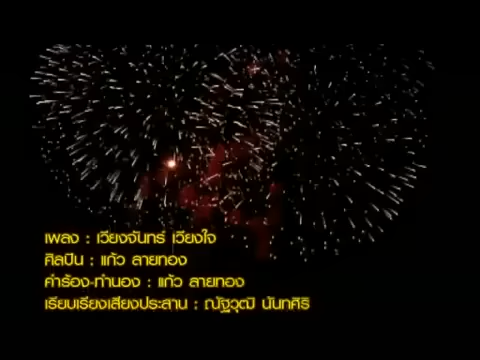 เพลง : เวียงจันทร์ เวียงใจ
ศิลปิน : แก้ว สายทอง
คำร้อง-ทำนอง : แก้ว สายทอง
เรียบเรียงเสียงประสาน : ณัฐวุฒิ นันทศิริ